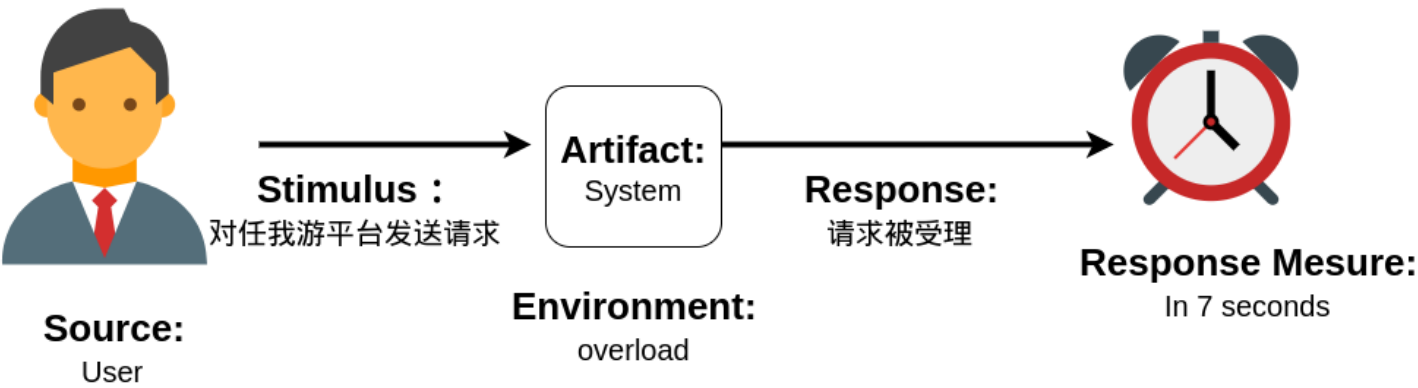 Stimulus：
对任我游平台发送请求
Artifact:
System
Response:
请求被受理
Response Mesure:
In 7 seconds
Environment:
overload
Source:
User